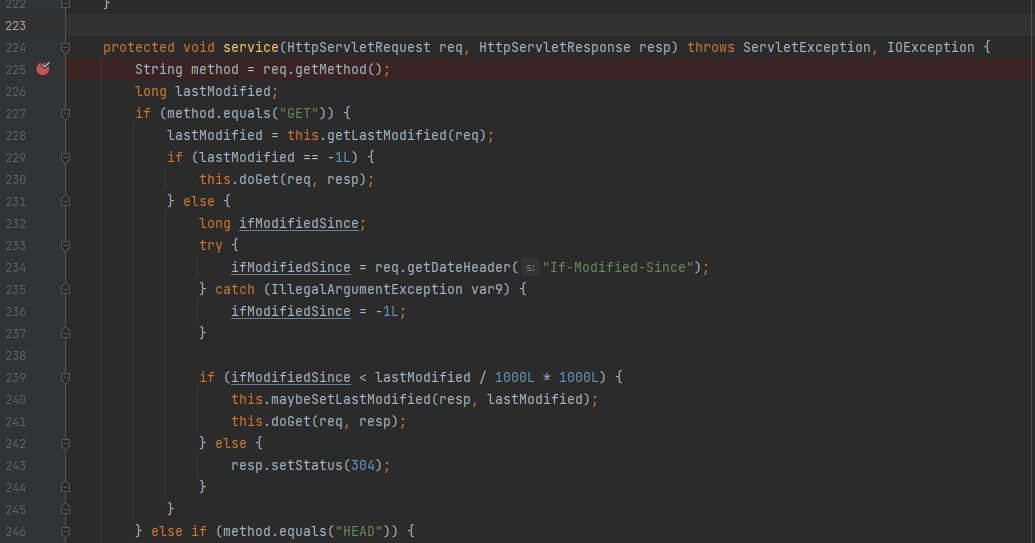 222 }
223
224 protected void service(HttpServletRequest req, HttpServletResponse resp) throws ServletException, IOException {
225 String method = req.getMethod();
226 long lastModified;
227 if (method.equals("GET")) {
228 lastModified = this.getLastModified(req);
229 if (lastModified == -1L) {
230 this.doGet(req, resp);
231 } else {
232 long ifModifiedSince;
233 try {
234 ifModifiedSince = req.getDateHeader( s: "If-Modified-Since");
235 } catch (IllegalArgumentException var9) {
236 ifModifiedSince = -1L;
237 }
238
239 if (ifModifiedSince < lastModified / 1000L * 1000L) {
240 this.maybeSetLastModified(resp, lastModified);
241 this.doGet(req, resp);
242 } else {
243 resp.setStatus(304);
244 }
245 }
246 } else if (method.equals("HEAD")) {